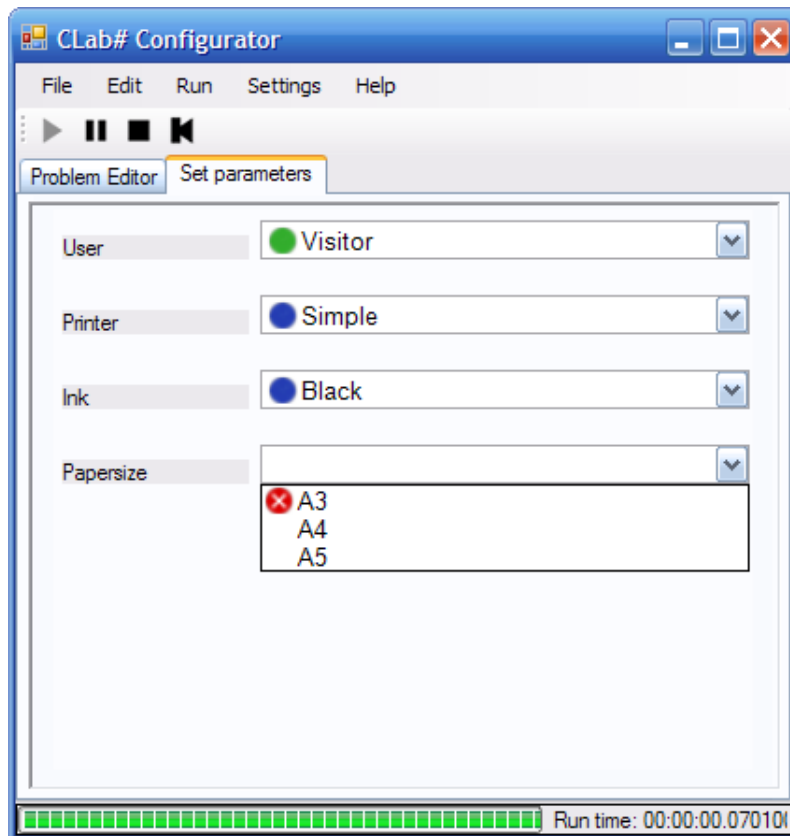 CLab# Configurator
File Edit Run Settings Help
Problem Editor Set parameters
User Visitor
Printer Simple
Ink Black
Papersize
A3
A4
A5
Run time: 00:00:00.070100